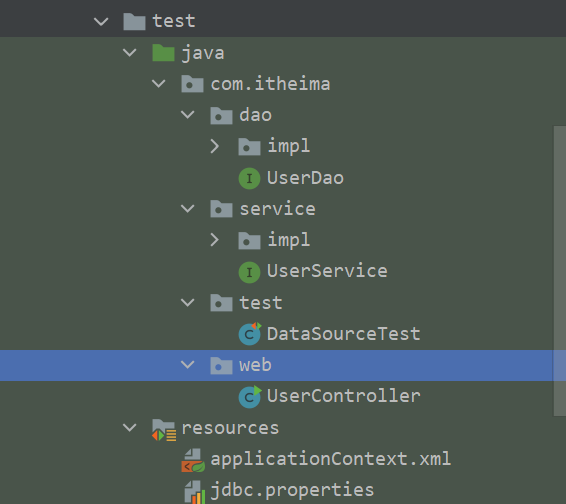 test
java
com.itheima
dao
impl
I UserDao
service
impl
I UserService
test
C DataSourceTest
web
C UserController
resources
applicationContext.xml
jdbc.properties